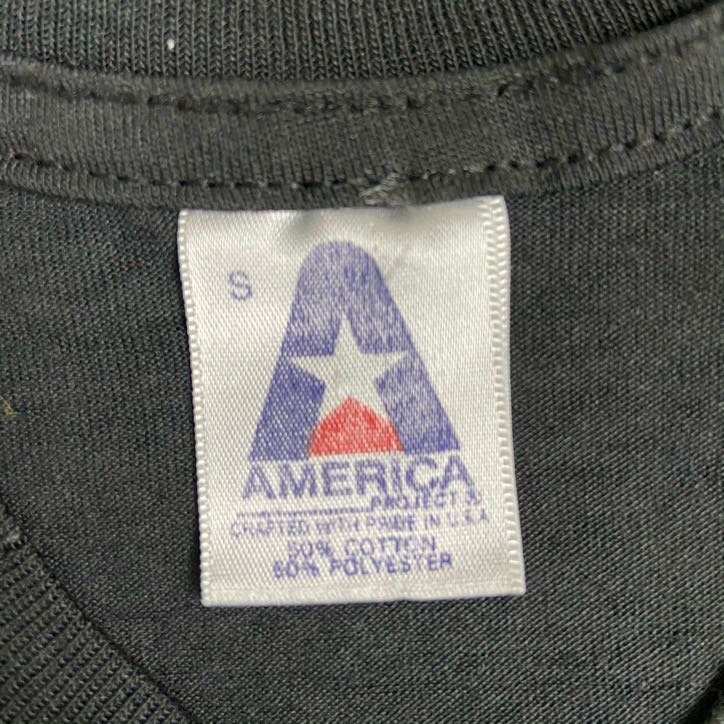 S
AMERICA
PROJECT
CRAFTED WITH PRIDE IN U.S.A
50% COTTON
50% POLYESTER